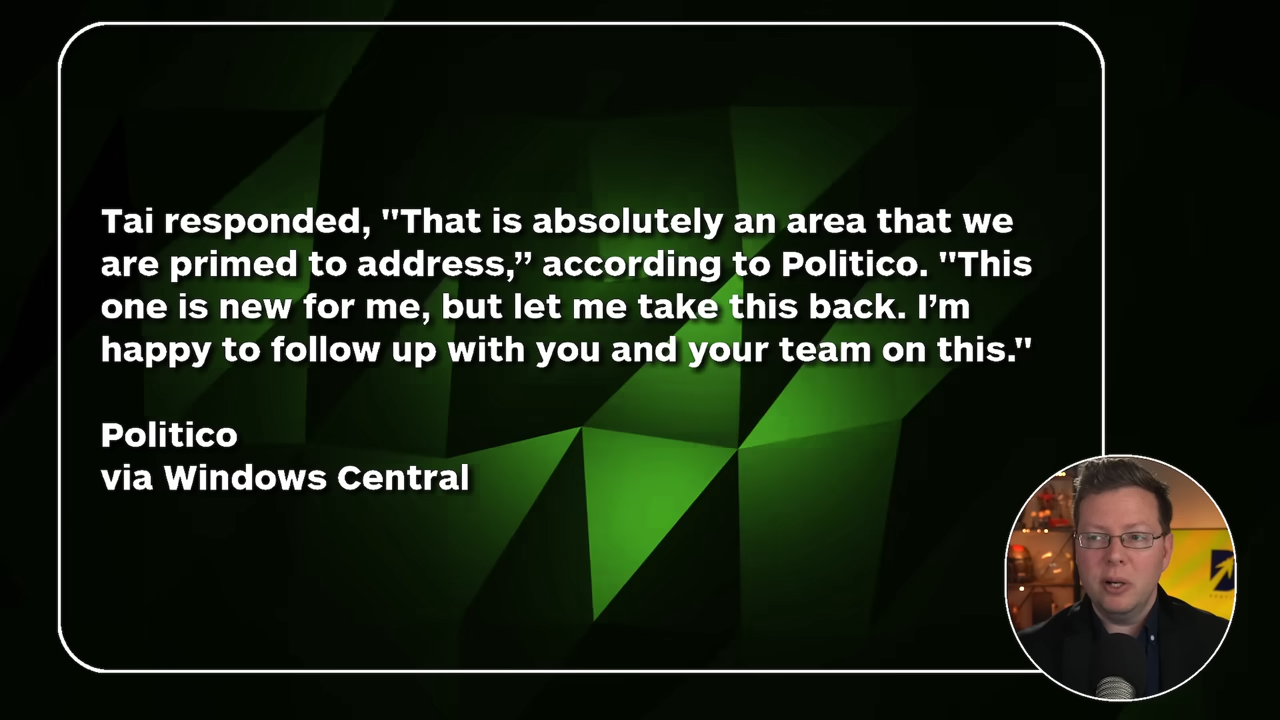 Tai responded, "That is absolutely an area that we
are primed to address,” according to Politico. "This
one is new for me, but let me take this back. I’m
happy to follow up with you and your team on this."
Politico
via Windows Central